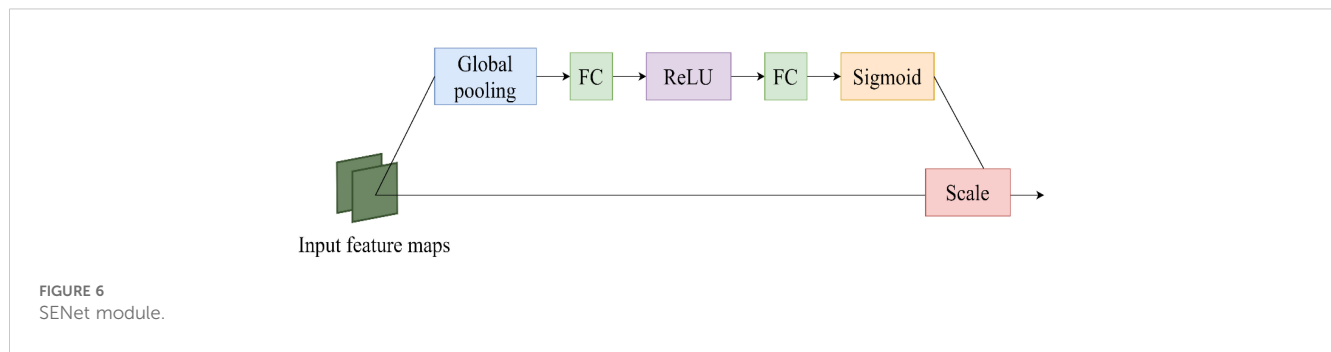 Global
pooling
FC
ReLU
FC
Sigmoid
Scale
Input feature maps
FIGURE 6
SENet module.